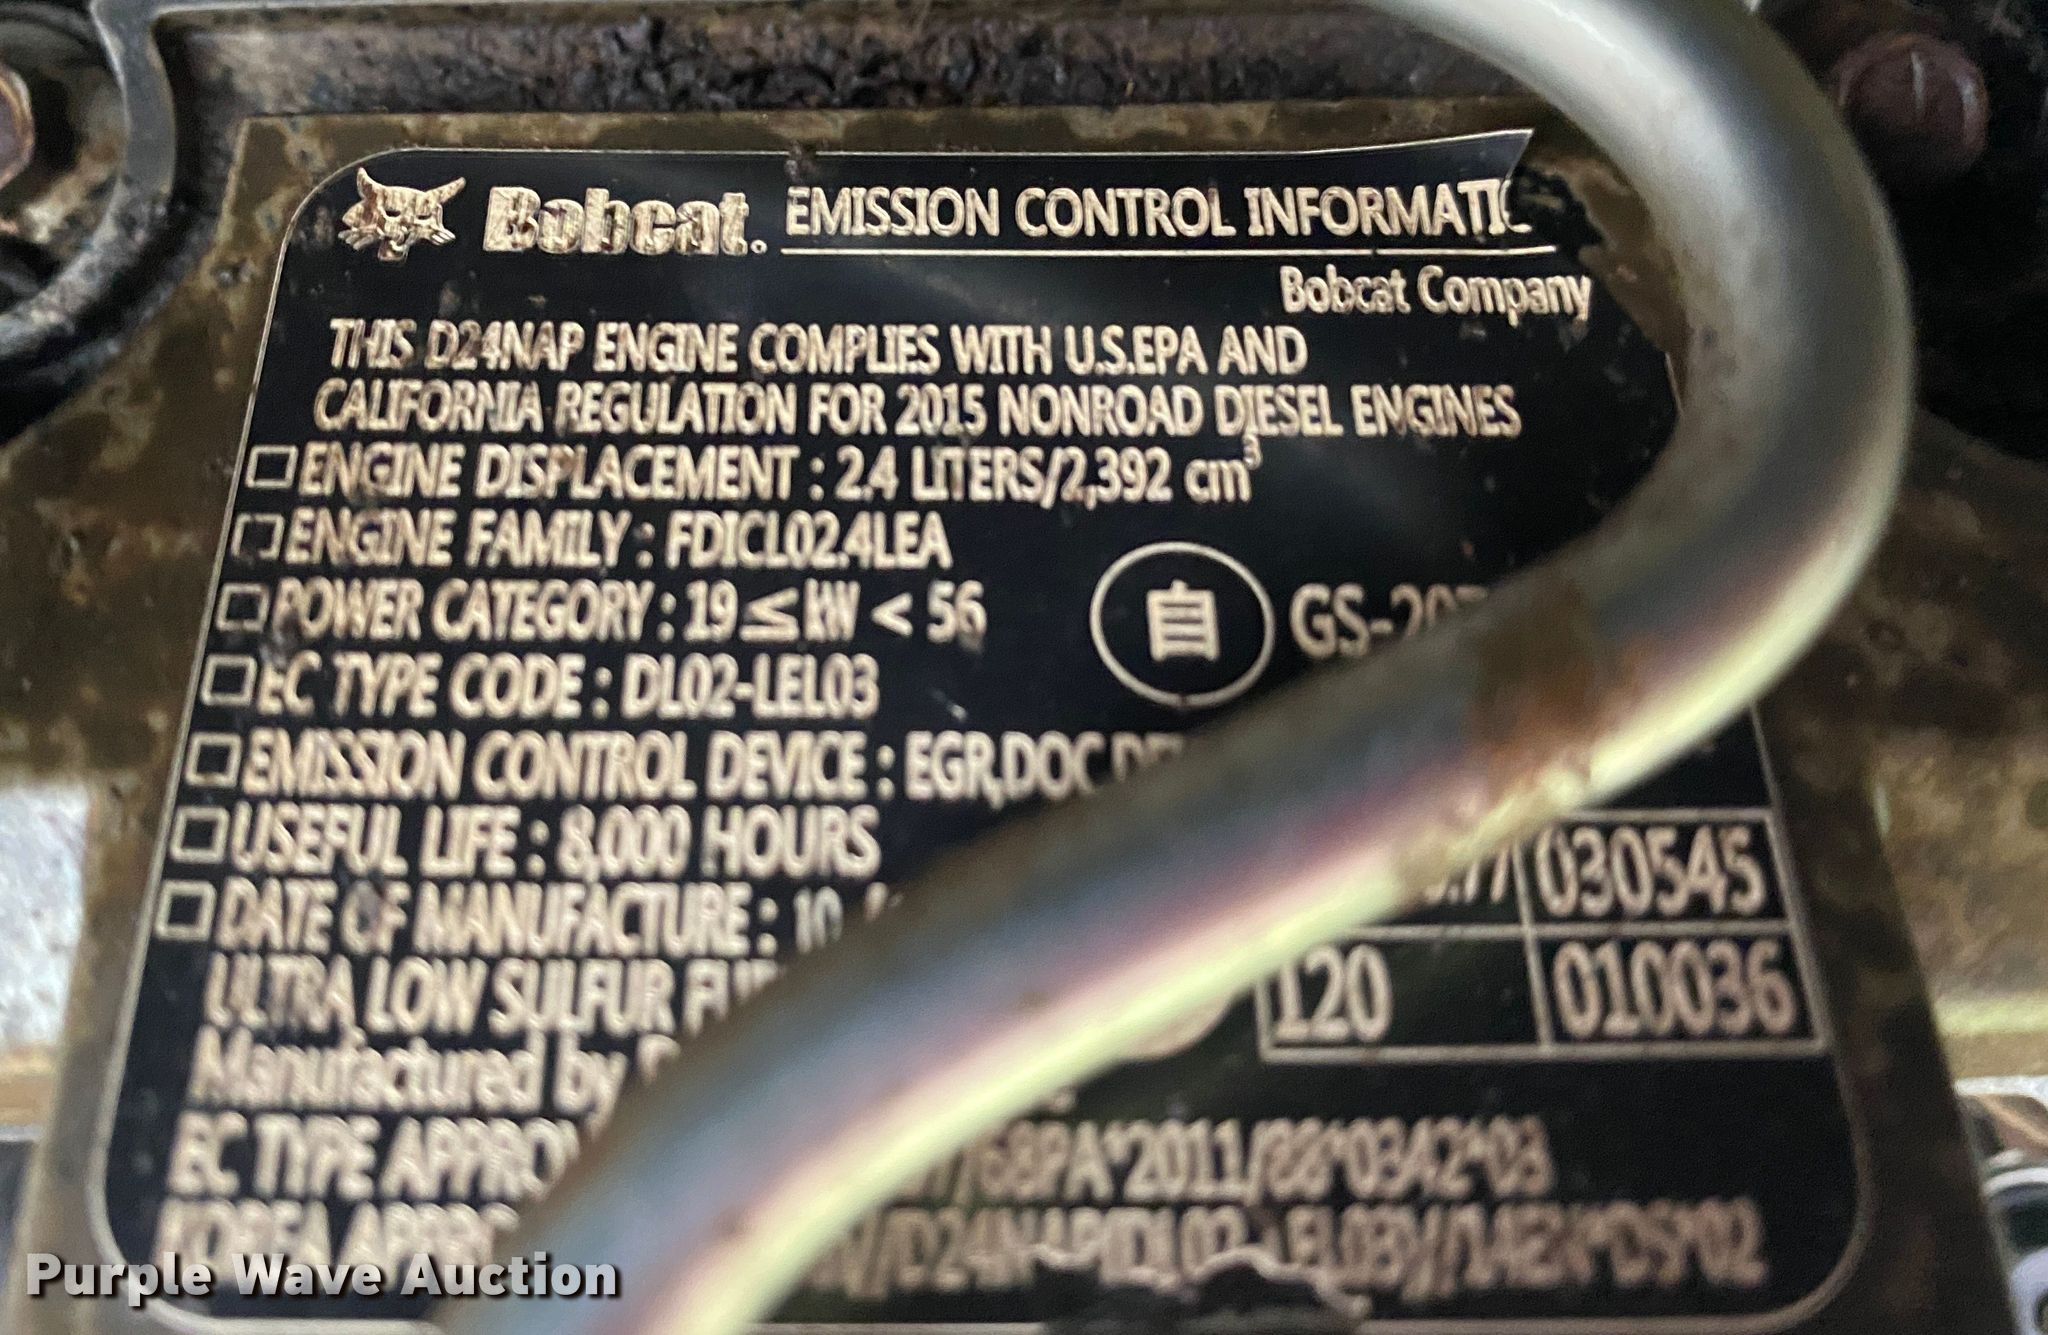 Bobcat. EMISSION CONTROL
Bobcat Company
THIS D24NAP ENGINE COMPLIES WITH U.S.EPA AND
CALIFORNIA REGULATION FOR 2015 NONROAD DIESEL ENGINES
ENGINE DISPLACEMENT : 2.4 LITERS/2,392 cm³
ENGINE FAMILY : FDICL02.4LEA
POWER CATEGORY : 19 ≤ kW < 56
自
EC TYPE CODE : DL02-LEL03
EMISSION CONTROL DEVICE : EGR,DOC
USEFUL LIFE : 8,000 HOURS
030545
DATE OF MANUFACTURE : 10
120 010036
ULTRA LOW SULFUR
Manufactured by
EC TYPE
KOREA
Purple Wave Auction